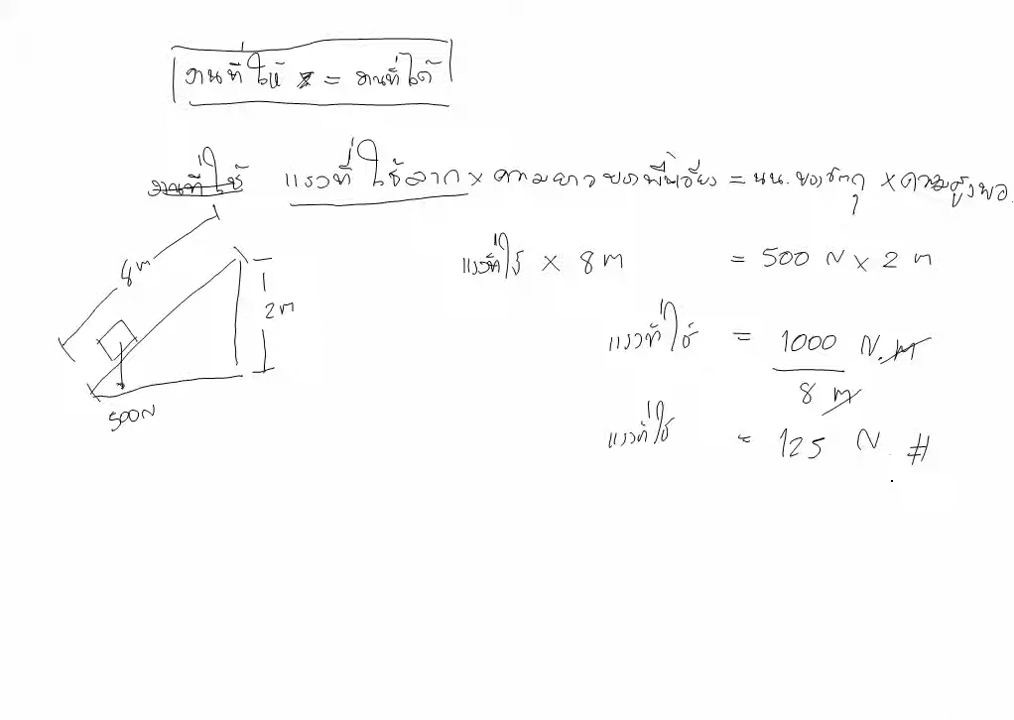 งานที่ให้ = งานที่ได้
งานที่ใช้ แรงที่ใช้ลาก × ความยาวของพื้นเอียง = นน. ของวัตถุ × ความสูงของ
แรงที่ใช้ × 8 m = 500 N × 2 m
8 m
2 m
500 N
แรงที่ใช้ = 1000 N.m
8 m
แรงที่ใช้ = 125 N #